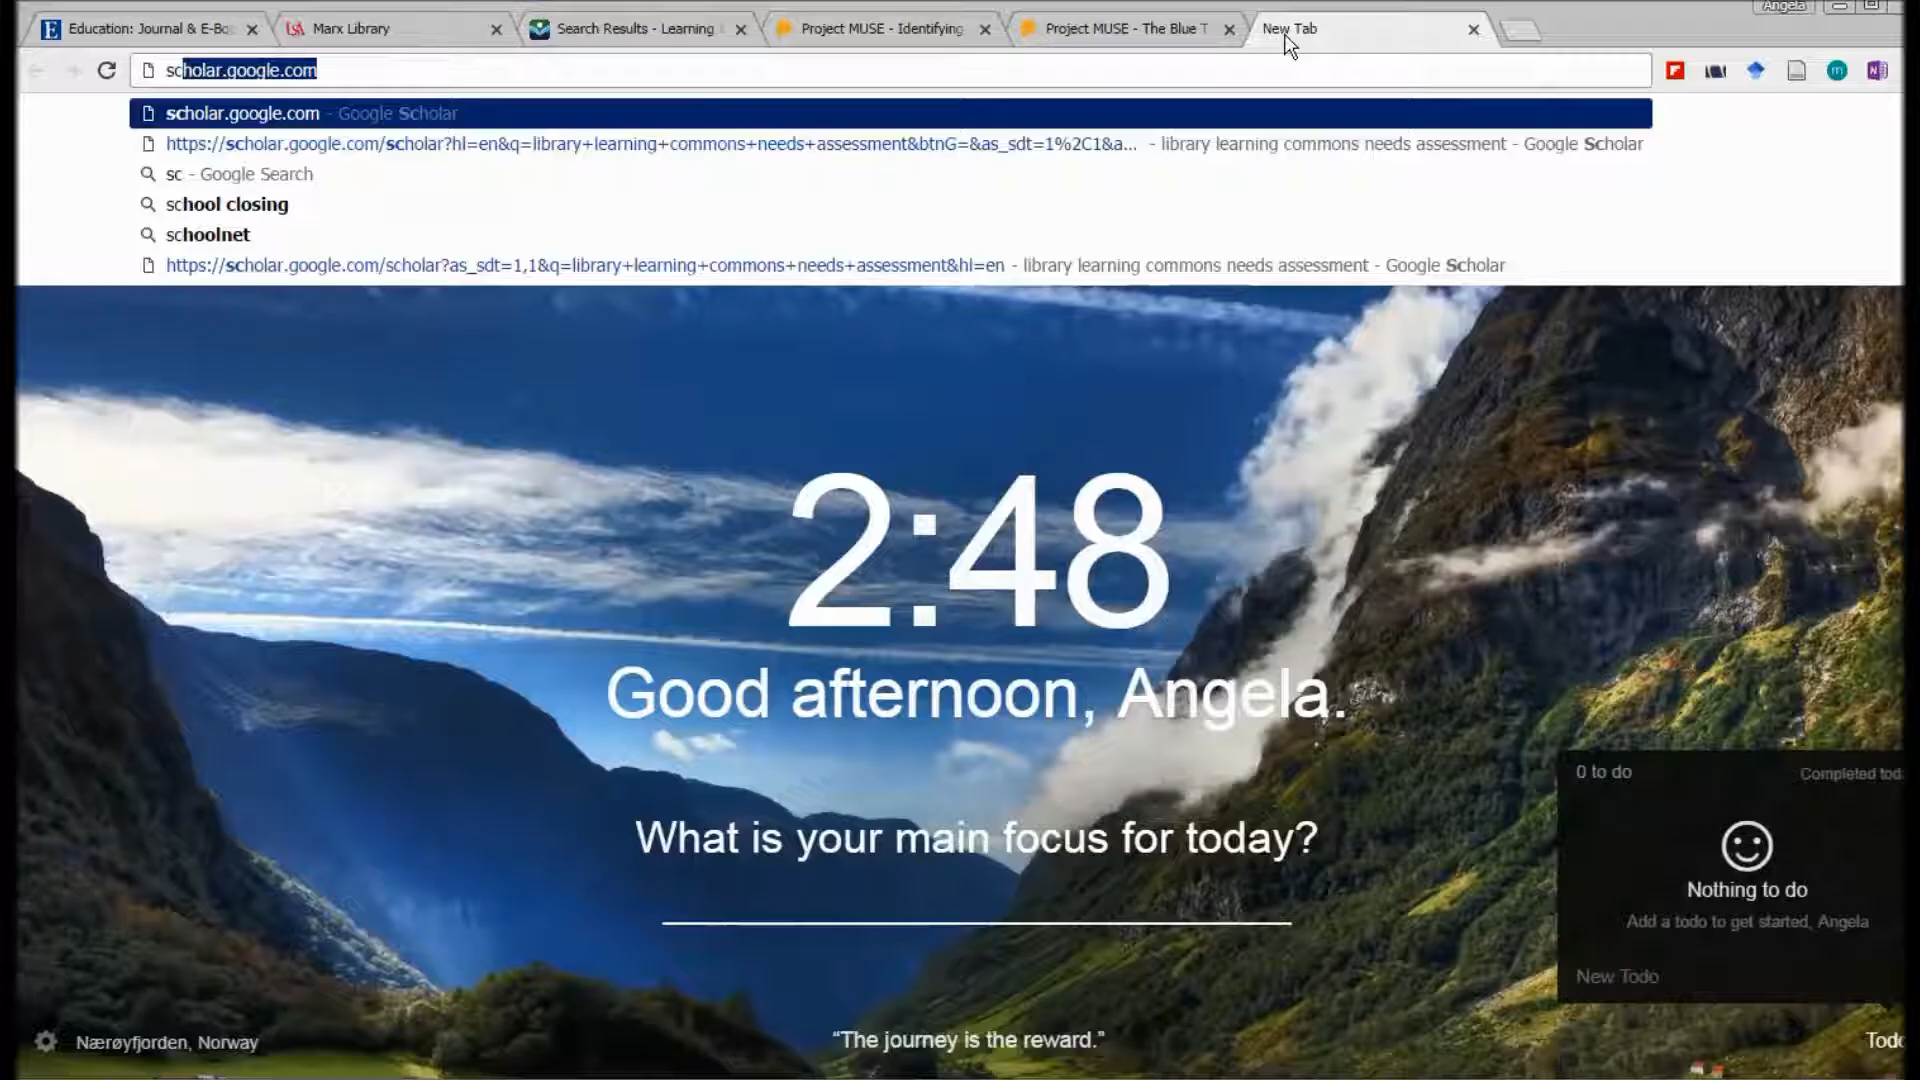 Angela
Education: Journal & E-Bo
Marx Library
Search Results - Learning
Project MUSE - Identifying
Project MUSE - The Blue T
New Tab
scholar.google.com
scholar.google.com - Google Scholar
https://scholar.google.com/scholar?hl=en&q=library+learning+commons+needs+assessment&btnG=&as_sdt=1%2C1&a... - library learning commons needs assessment - Google Scholar
sc - Google Search
school closing
schoolnet
https://scholar.google.com/scholar?as_sdt=1,1&q=library+learning+commons+needs+assessment&hl=en - library learning commons needs assessment - Google Scholar
2:48
Good afternoon, Angela.
What is your main focus for today?
0 to do
Completed tod
Nothing to do
Add a todo to get started, Angela
New Todo
Nærøyfjorden, Norway
“The journey is the reward.”
Todo